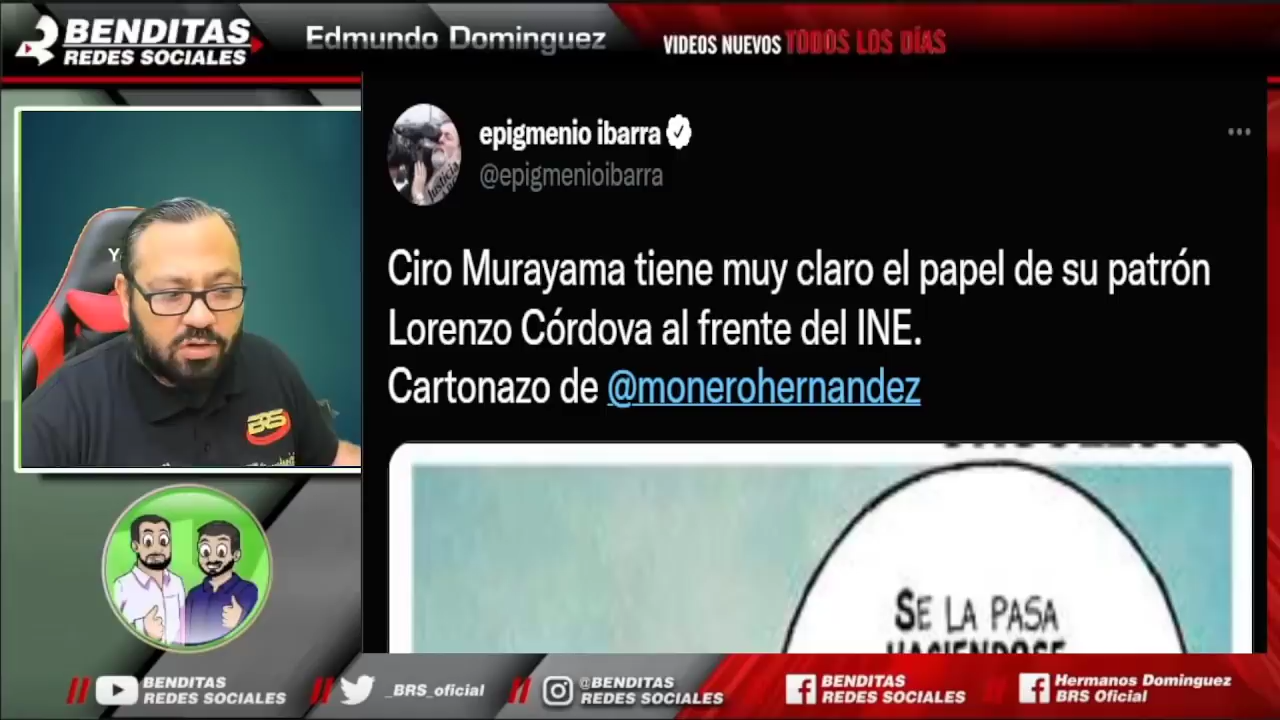 BENDITAS
REDES SOCIALES
Edmundo Dominguez
VIDEOS NUEVOS TODOS LOS DÍAS
epigmenio ibarra
@epigmenioibarra
Ciro Murayama tiene muy claro el papel de su patrón
Lorenzo Córdova al frente del INE.
Cartonazo de @monerohernandez
SE LA PASA
HACIÉNDOSE
BRS
BENDITAS
REDES SOCIALES
_BRS_oficial
@BENDITAS
REDES SOCIALES
BENDITAS
REDES SOCIALES
Hermanos Dominguez
BRS Oficial